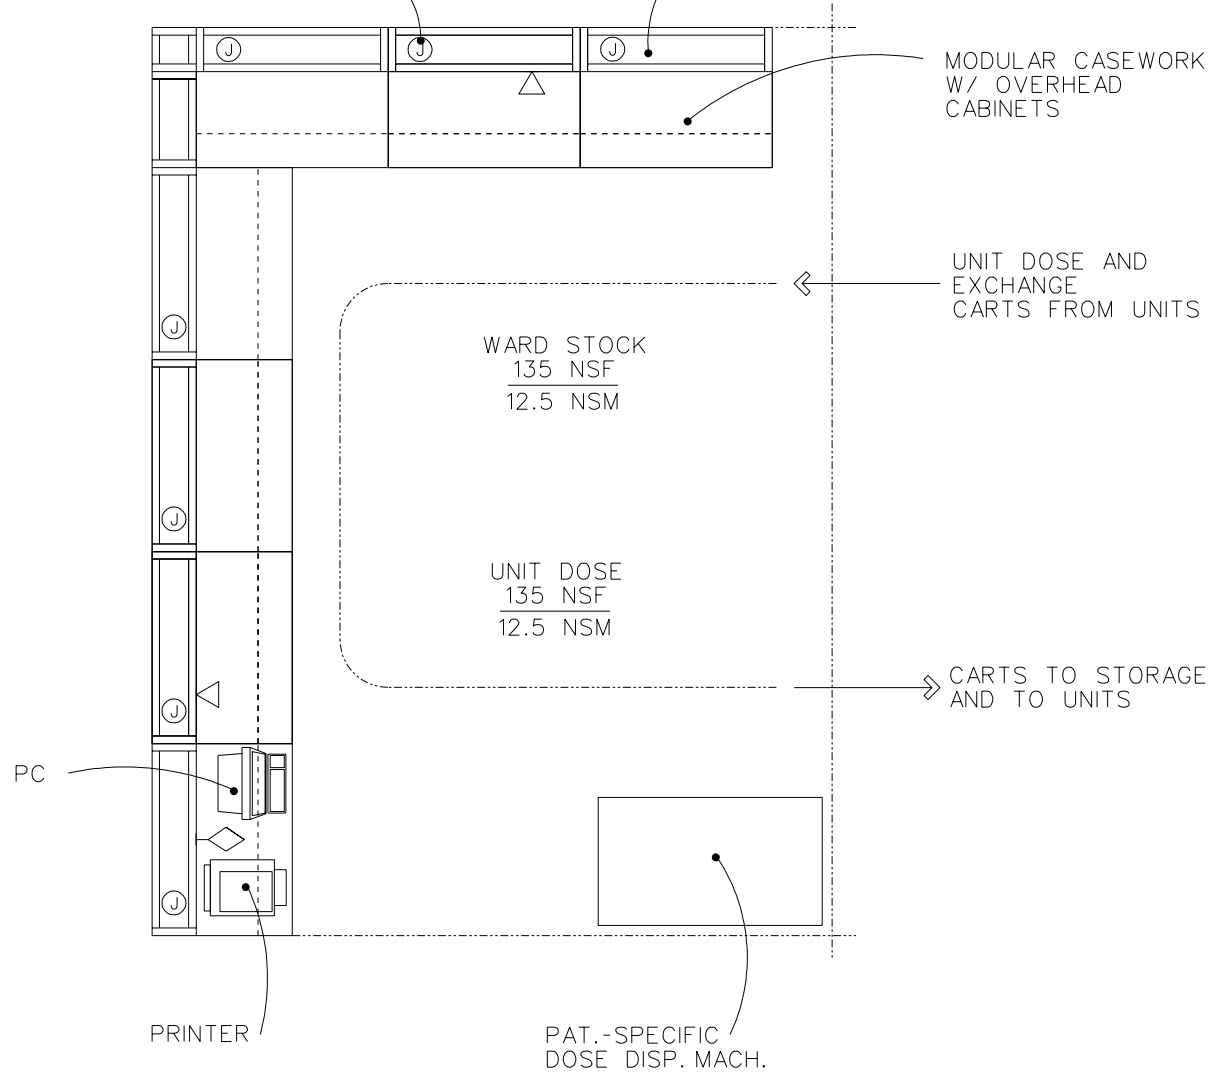 J
J
J
MODULAR CASEWORK
W/ OVERHEAD
CABINETS
UNIT DOSE AND
EXCHANGE
CARTS FROM UNITS
J
WARD STOCK
135 NSF
12.5 NSM
J
UNIT DOSE
135 NSF
12.5 NSM
CARTS TO STORAGE
AND TO UNITS
J
PC
J
PRINTER
PAT.-SPECIFIC
DOSE DISP. MACH.